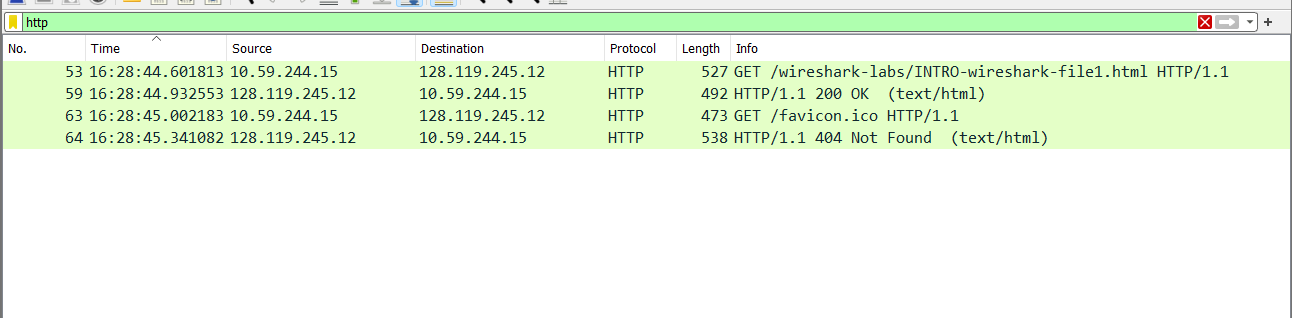 http
No. Time Source Destination Protocol Length Info
53 16:28:44.601813 10.59.244.15 128.119.245.12 HTTP 527 GET /wireshark-labs/INTRO-wireshark-file1.html HTTP/1.1
59 16:28:44.932553 128.119.245.12 10.59.244.15 HTTP 492 HTTP/1.1 200 OK (text/html)
63 16:28:45.002183 10.59.244.15 128.119.245.12 HTTP 473 GET /favicon.ico HTTP/1.1
64 16:28:45.341082 128.119.245.12 10.59.244.15 HTTP 538 HTTP/1.1 404 Not Found (text/html)